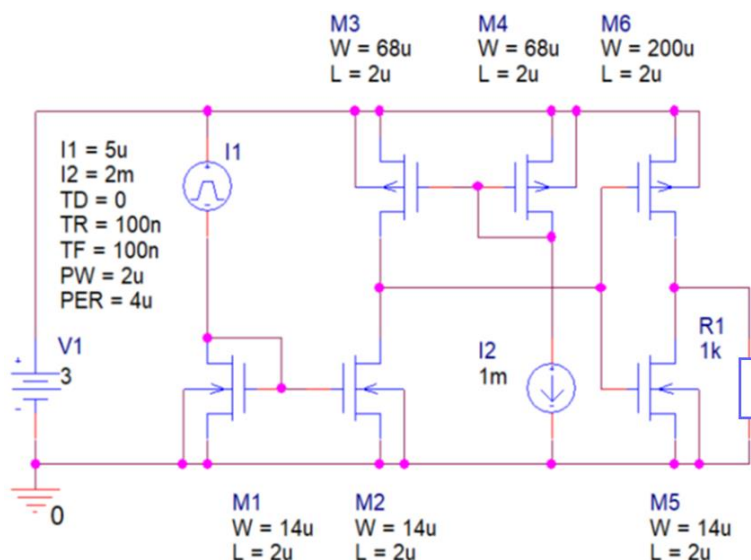 M3
W = 68u
L = 2u
M4
W = 68u
L = 2u
M6
W = 200u
L = 2u
I1 = 5u
I2 = 2m
TD = 0
TR = 100n
TF = 100n
PW = 2u
PER = 4u
I1
V1
+
3
-
I2
1m
+
-
R1
1k
0
M1
W = 14u
L = 2u
M2
W = 14u
L = 2u
M5
W = 14u
L = 2u